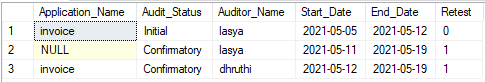 Application_Name Audit_Status Auditor_Name Start_Date End_Date Retest
1 invoice Initial lasya 2021-05-05 2021-05-12 0
2 NULL Confirmatory lasya 2021-05-11 2021-05-19 1
3 invoice Confirmatory dhruthi 2021-05-12 2021-05-19 1